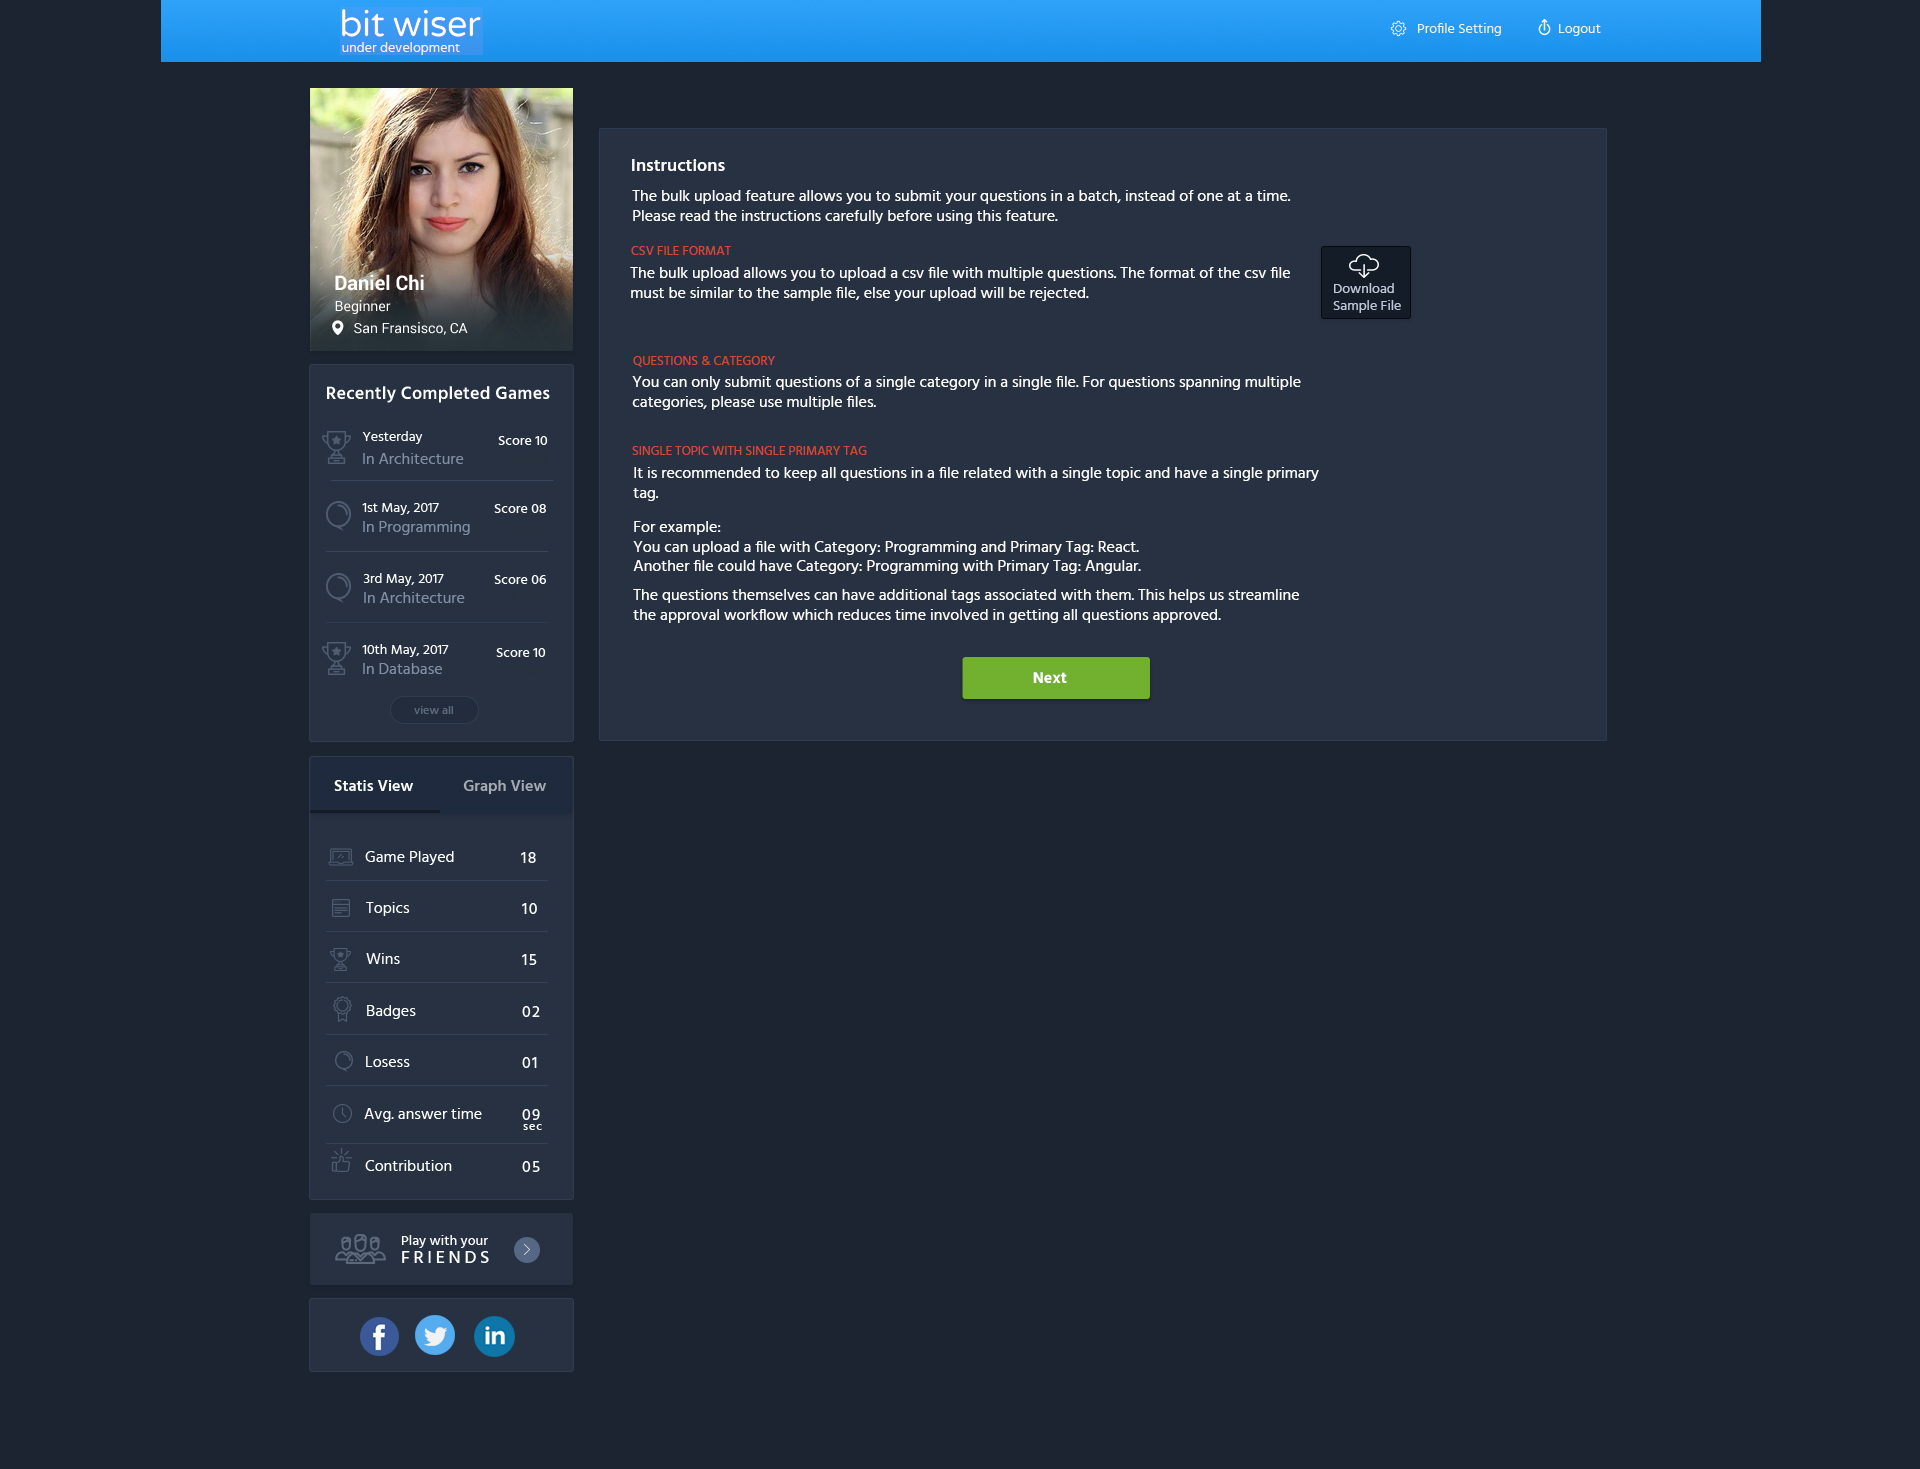 bit wiser
under development
Profile Setting
Logout
Daniel Chi
Beginner
San Fransisco, CA
Recently Completed Games
Yesterday
In Architecture
Score 10
1st May, 2017
In Programming
Score 08
3rd May, 2017
In Architecture
Score 06
10th May, 2017
In Database
Score 10
view all
Statis View
Graph View
Game Played
18
Topics
10
Wins
15
Badges
02
Losess
01
Avg. answer time
09
sec
Contribution
05
Play with your
FRIENDS
f
in
Instructions
The bulk upload feature allows you to submit your questions in a batch, instead of one at a time.
Please read the instructions carefully before using this feature.
CSV FILE FORMAT
The bulk upload allows you to upload a csv file with multiple questions. The format of the csv file
must be similar to the sample file, else your upload will be rejected.
Download
Sample File
QUESTIONS & CATEGORY
You can only submit questions of a single category in a single file. For questions spanning multiple
categories, please use multiple files.
SINGLE TOPIC WITH SINGLE PRIMARY TAG
It is recommended to keep all questions in a file related with a single topic and have a single primary
tag.
For example:
You can upload a file with Category: Programming and Primary Tag: React.
Another file could have Category: Programming with Primary Tag: Angular.
The questions themselves can have additional tags associated with them. This helps us streamline
the approval workflow which reduces time involved in getting all questions approved.
Next